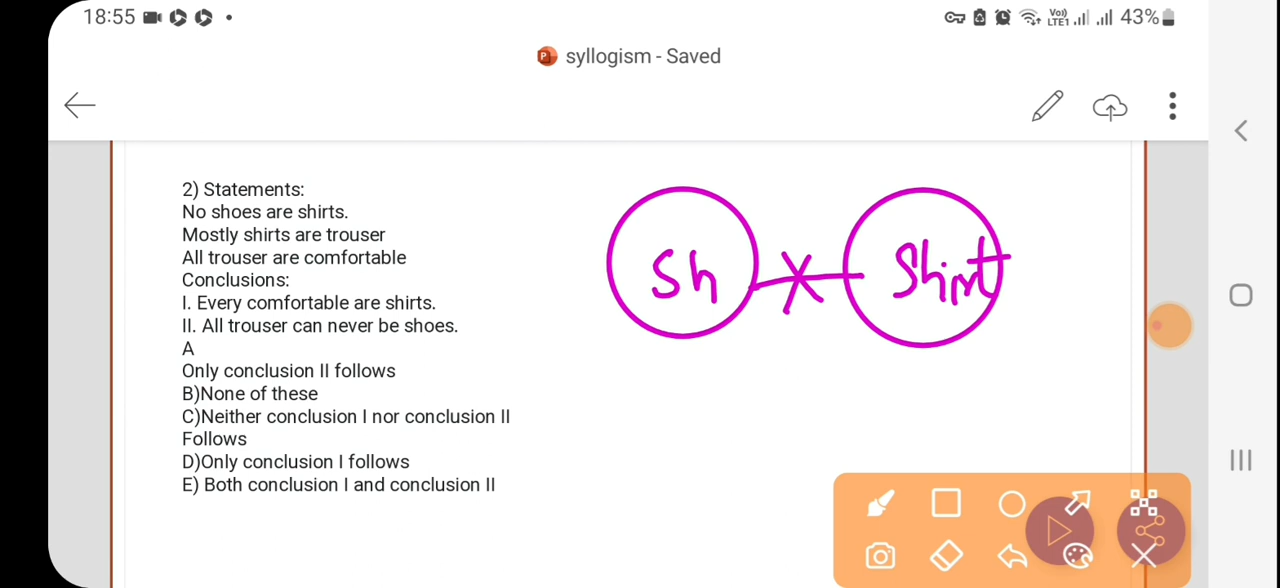 18:55
Vo)) LTE1 43%
syllogism - Saved
2) Statements:
No shoes are shirts.
Mostly shirts are trouser
All trouser are comfortable
Conclusions:
I. Every comfortable are shirts.
II. All trouser can never be shoes.
A
Only conclusion II follows
B)None of these
C)Neither conclusion I nor conclusion II
Follows
D)Only conclusion I follows
E) Both conclusion I and conclusion II
Sh Shirt